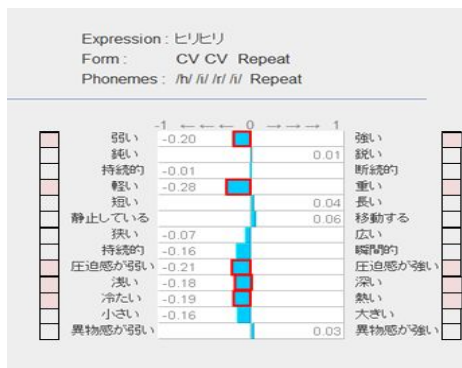 Expression : ヒリヒリ
Form : CV CV Repeat
Phonemes : /h/ /i/ /r/ /i/ Repeat
-1 ← ← ← 0 → → → 1
弱い -0.20 強い
鈍い 0.01 鋭い
持続的 -0.01 断続的
軽い -0.28 重い
短い 0.04 長い
静止している 0.06 移動する
狭い -0.07 広い
持続的 -0.16 瞬間的
圧迫感が弱い -0.21 圧迫感が強い
浅い -0.18 深い
冷たい -0.19 熱い
小さい -0.16 大きい
異物感が弱い 0.03 異物感が強い